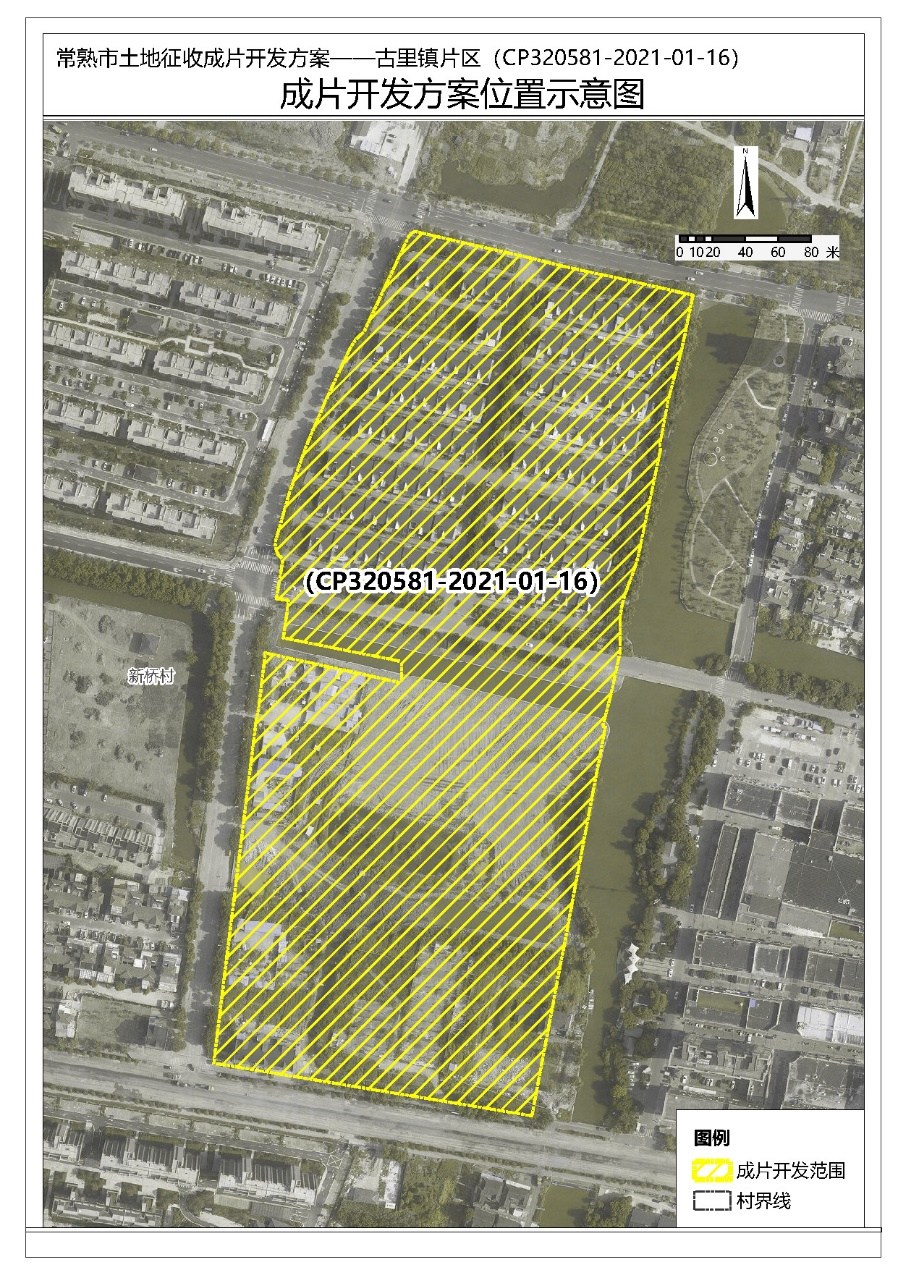 常熟市土地征收成片开发方案——古里镇片区（CP320581-2021-01-16）
成片开发方案位置示意图
N
0 10 20 40 60 80 米
(CP320581-2021-01-16)
新侨村
图例
成片开发范围
村界线